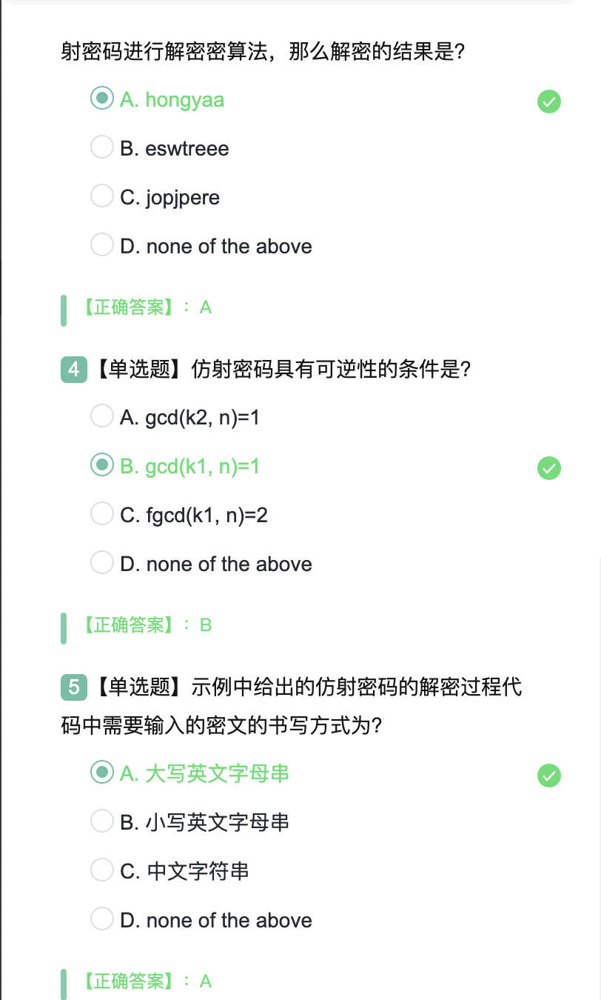 射密码进行解密密算法，那么解密的结果是?
A. hongyaa
B. eswtreee
C. jopjpere
D. none of the above
【正确答案】： A
4 【单选题】仿射密码具有可逆性的条件是?
A. gcd(k2, n)=1
B. gcd(k1, n)=1
C. fgcd(k1, n)=2
D. none of the above
【正确答案】： B
5 【单选题】示例中给出的仿射密码的解密过程代
码中需要输入的密文的书写方式为?
A. 大写英文字母串
B. 小写英文字母串
C. 中文字符串
D. none of the above
【正确答案】： A